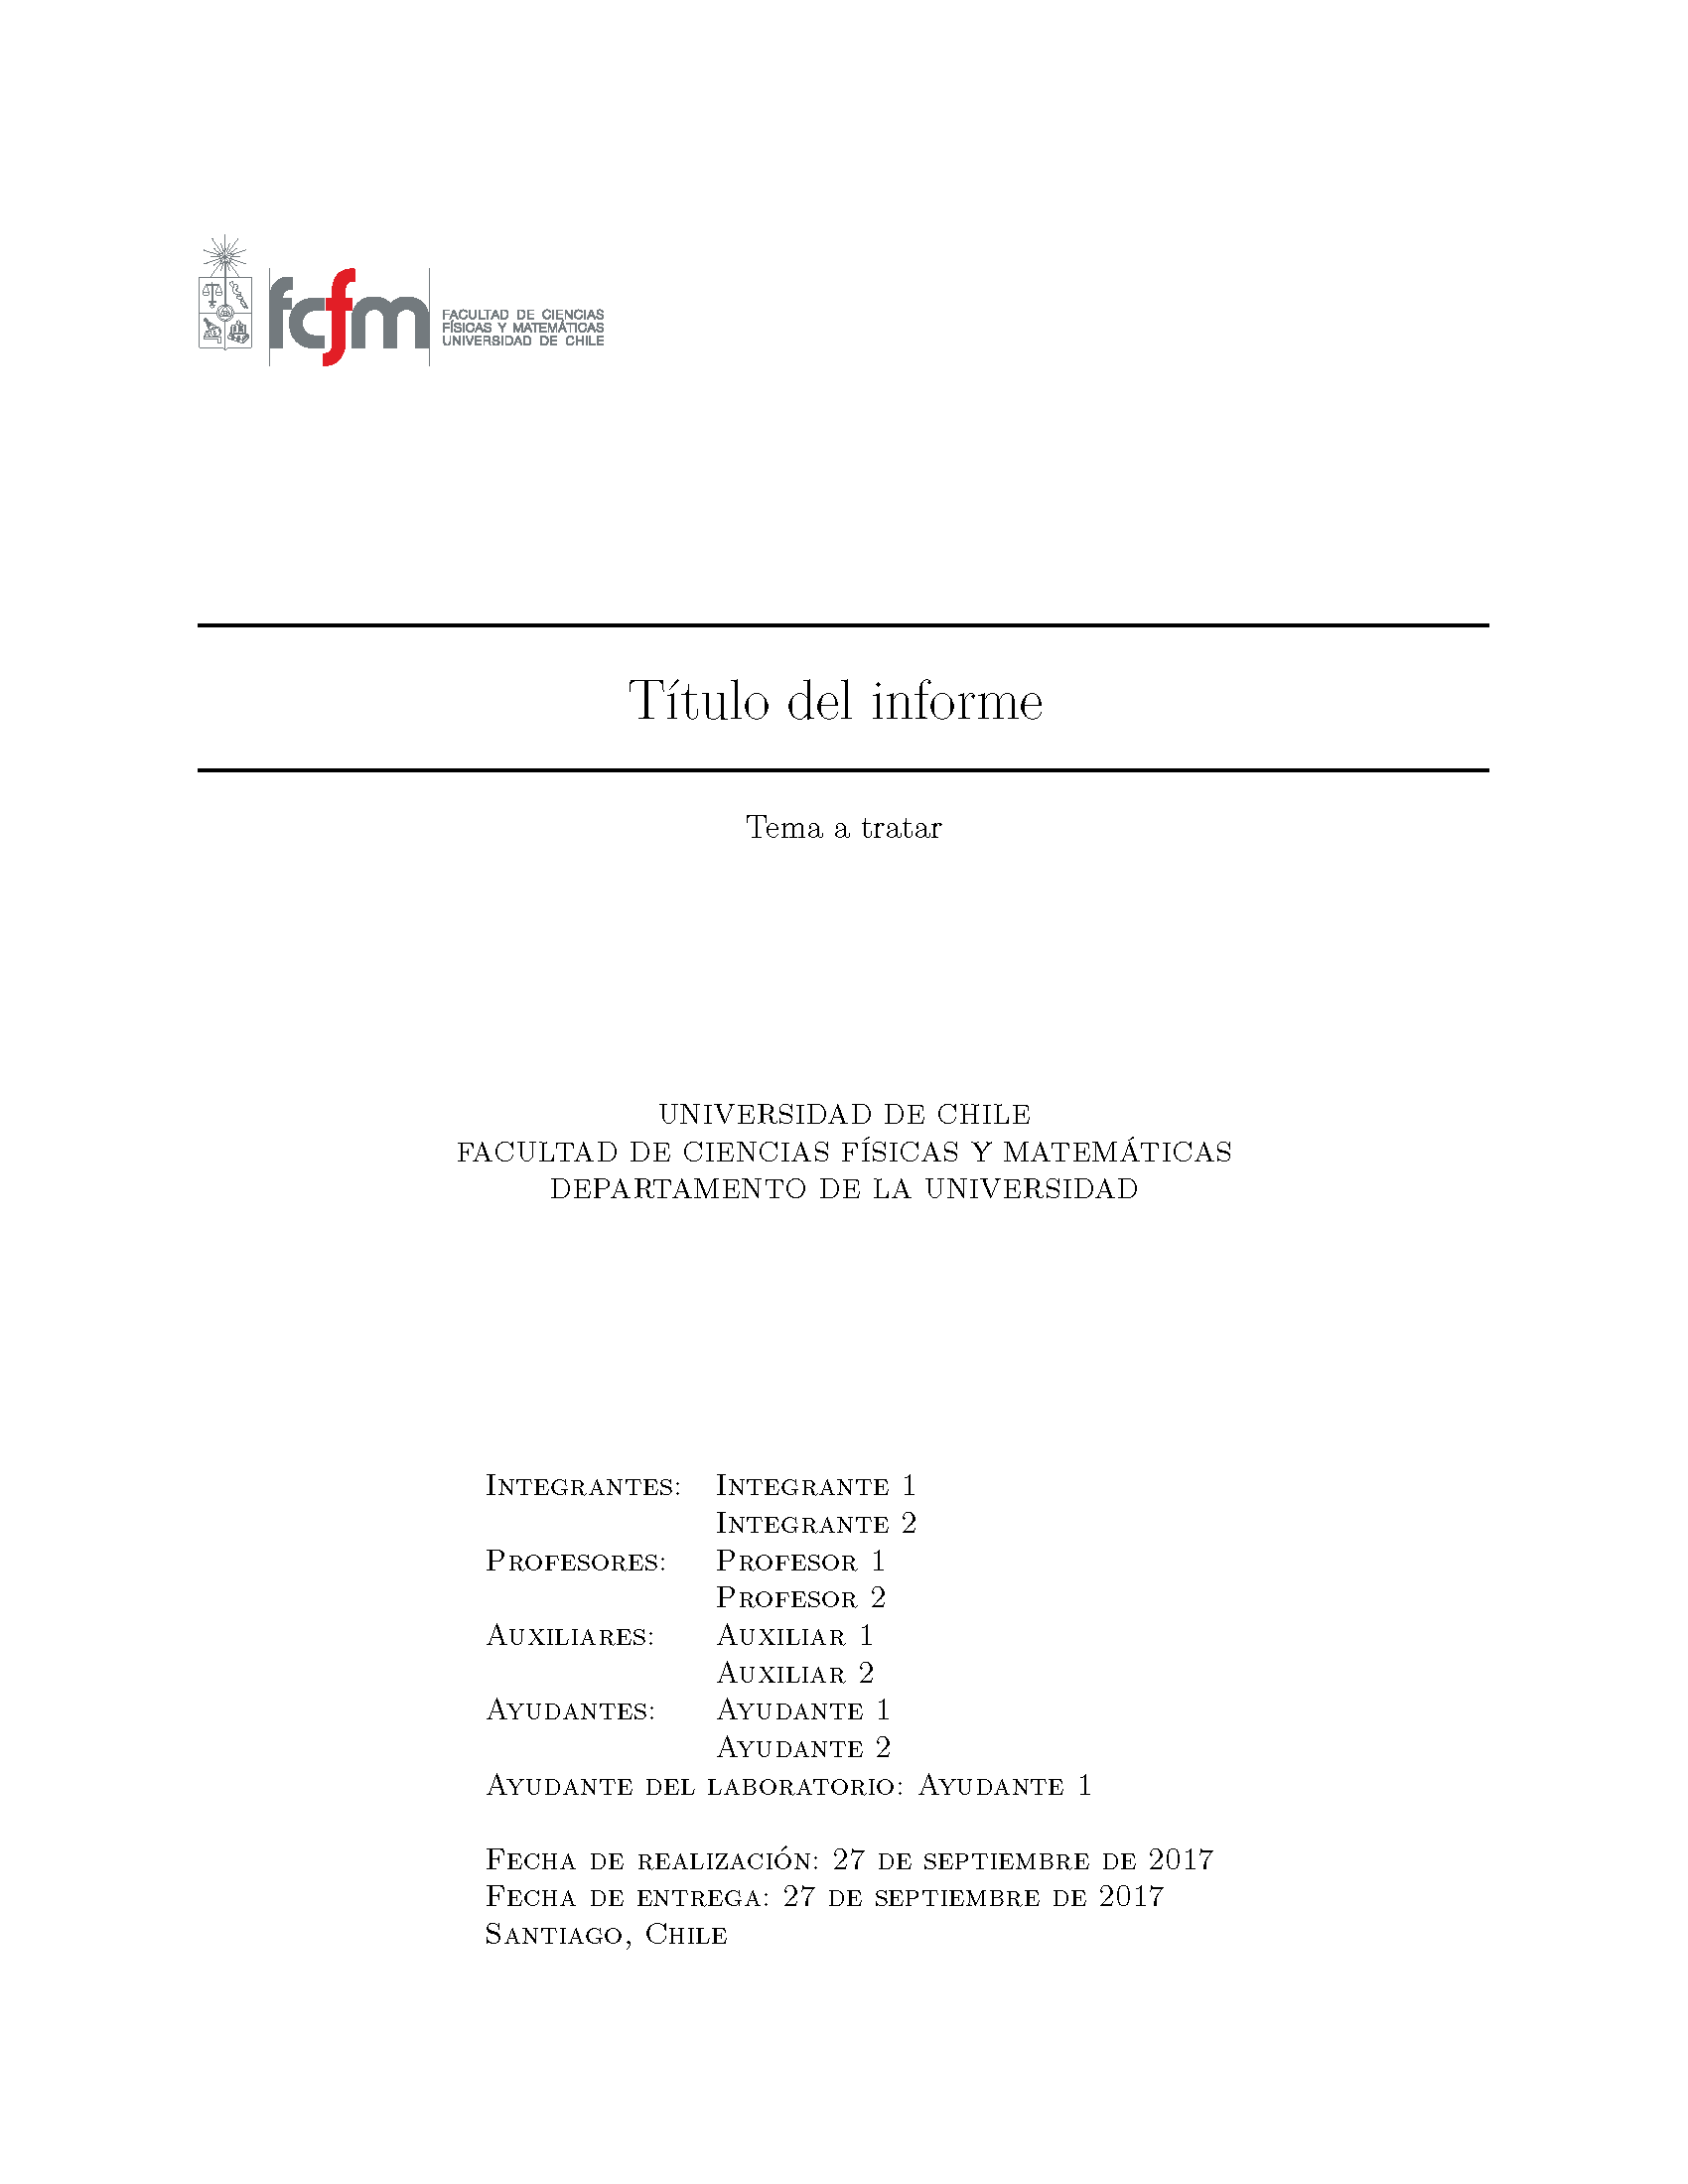 fcfm
FACULTAD DE CIENCIAS
FÍSICAS Y MATEMÁTICAS
UNIVERSIDAD DE CHILE
Título del informe
Tema a tratar
UNIVERSIDAD DE CHILE
FACULTAD DE CIENCIAS FÍSICAS Y MATEMÁTICAS
DEPARTAMENTO DE LA UNIVERSIDAD
Integrantes: Integrante 1
Integrante 2
Profesores: Profesor 1
Profesor 2
Auxiliares: Auxiliar 1
Auxiliar 2
Ayudantes: Ayudante 1
Ayudante 2
Ayudante del laboratorio: Ayudante 1
Fecha de realización: 27 de septiembre de 2017
Fecha de entrega: 27 de septiembre de 2017
Santiago, Chile